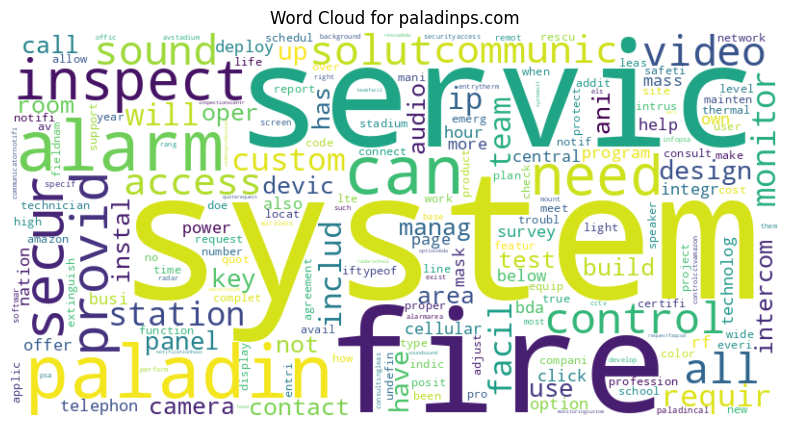 Word Cloud for paladinps.com
offic
avstadium
background
securityaccess
remot
schedul
rescu
network
call
allow
sound
deploy
life
up
solut
communic
video
inspect
servic
room
will
oper
report
over
right
has
audio
ip
when
mani
emerg
hour
more
leas
addit
safeti
mass
site
intrus
level
mainten
thermal
anil
protect
notif
help
own
user
monitor
notifi
av
year
support
screen
stadium
code
connect
team
product
plan
central
program
consult
make
alarm
custom
can
need
design
specif
technician
high
amazon
access
devic
also
doe
locat
lte
work
base
check
mount
meet
troubl
integr
cost
secur
provid
instal
power
request
number
quot
system
manag
page
survey
featur
test
below
light
speaker
build
softwar
nation
busi
no
time
radar
key
includ
iftypeof
line
mask
exist
true
cctv
equip
project
technolog
intercom
extinguish
station
complet
agreement
area
cellular
proper
bda
certifi
offer
panel
function
not
avail
fire
facil
control
most
wide
everi
applic
psa
paladin
perform
display
how
entri
undefin
have
type
been
indic
posit
adjust
click
compani
rf
color
all
telephon
camera
contact
pro
use
option
develop
profession
school
requir
paladincal
new